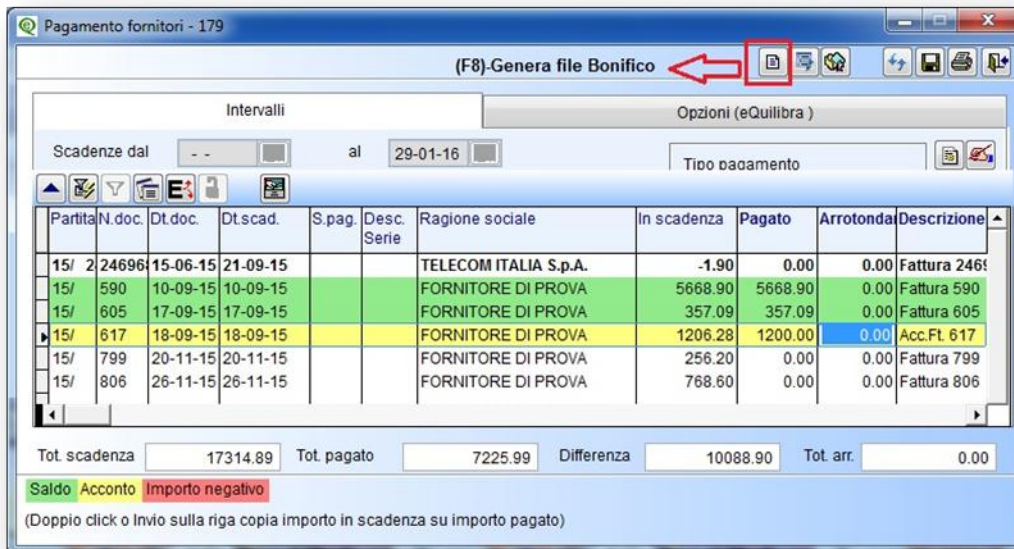 Pagamento fornitori - 179
(F8)-Genera file Bonifico
Intervalli Opzioni (eQuilibra )
Scadenze dal - - al 29-01-16 Tipo pagamento
Partita N.doc. Dt.doc. Dt.scad. S.pag. Desc. Serie Ragione sociale In scadenza Pagato Arrotonda Descrizione
15/ 2 24696 15-06-15 21-09-15 TELECOM ITALIA S.p.A. -1.90 0.00 0.00 Fattura 2469
15/ 590 10-09-15 10-09-15 FORNITORE DI PROVA 5668.90 5668.90 0.00 Fattura 590
15/ 605 17-09-15 17-09-15 FORNITORE DI PROVA 357.09 357.09 0.00 Fattura 605
15/ 617 18-09-15 18-09-15 FORNITORE DI PROVA 1206.28 1200.00 0.00 Acc.Ft. 617
15/ 799 20-11-15 20-11-15 FORNITORE DI PROVA 256.20 0.00 0.00 Fattura 799
15/ 806 26-11-15 26-11-15 FORNITORE DI PROVA 768.60 0.00 0.00 Fattura 806
Tot. scadenza 17314.89 Tot. pagato 7225.99 Differenza 10088.90 Tot. arr. 0.00
Saldo Acconto Importo negativo
(Doppio click o Invio sulla riga copia importo in scadenza su importo pagato)